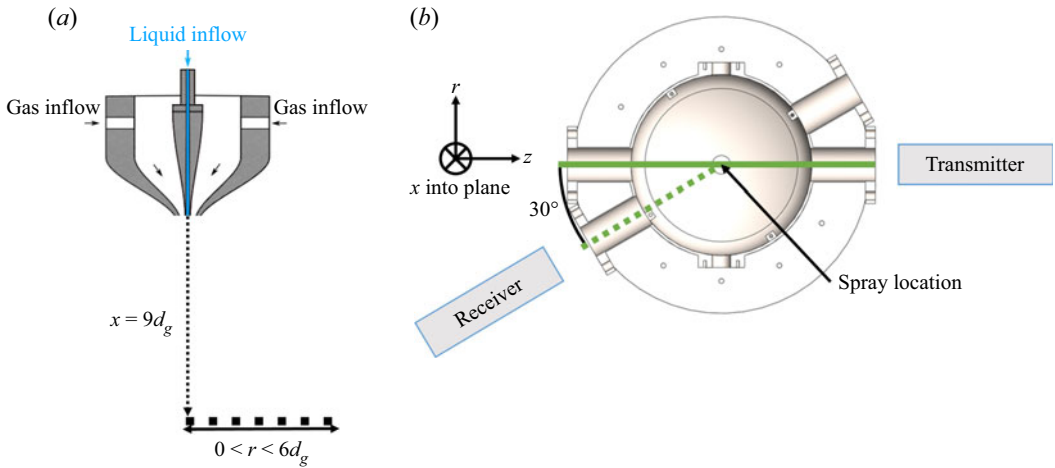 (a)
Liquid inflow
Gas inflow
Gas inflow
x = 9d_g
0 < r < 6d_g
(b)
r
z
x into plane
30°
Transmitter
Receiver
Spray location